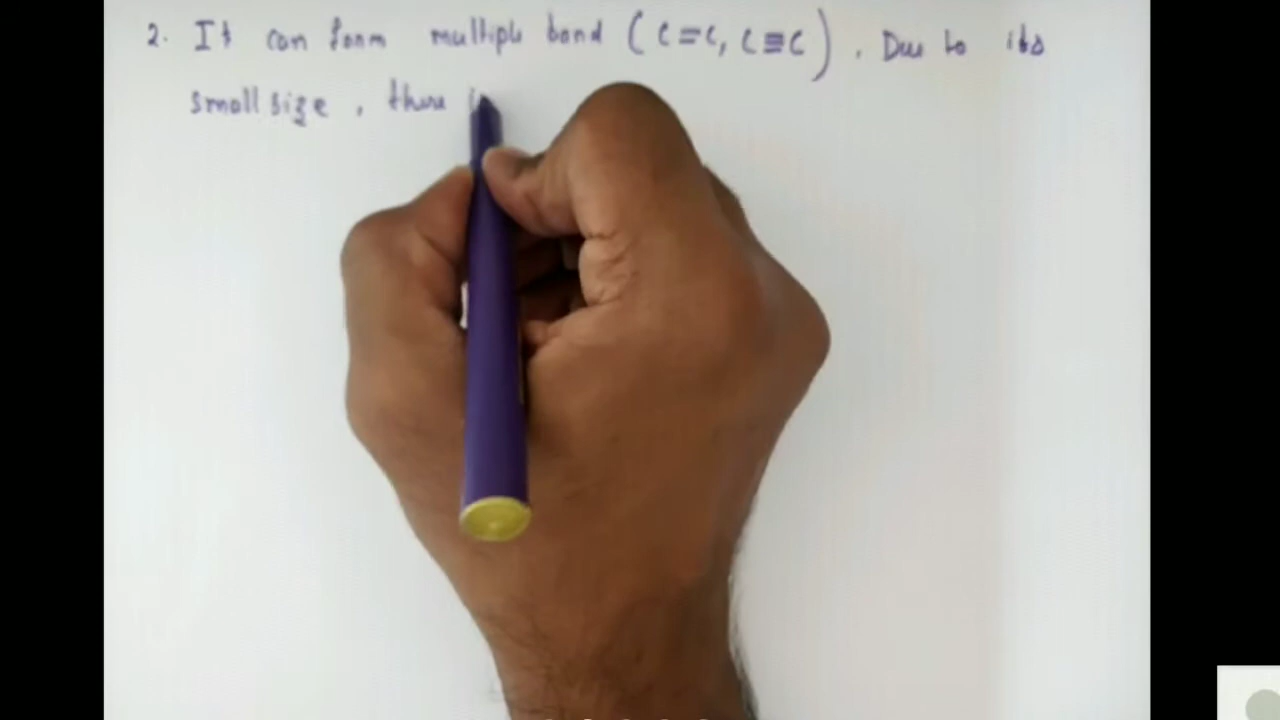 2. It can form multiple bond ( C=C, C≡C ) . Due to its
small size , there